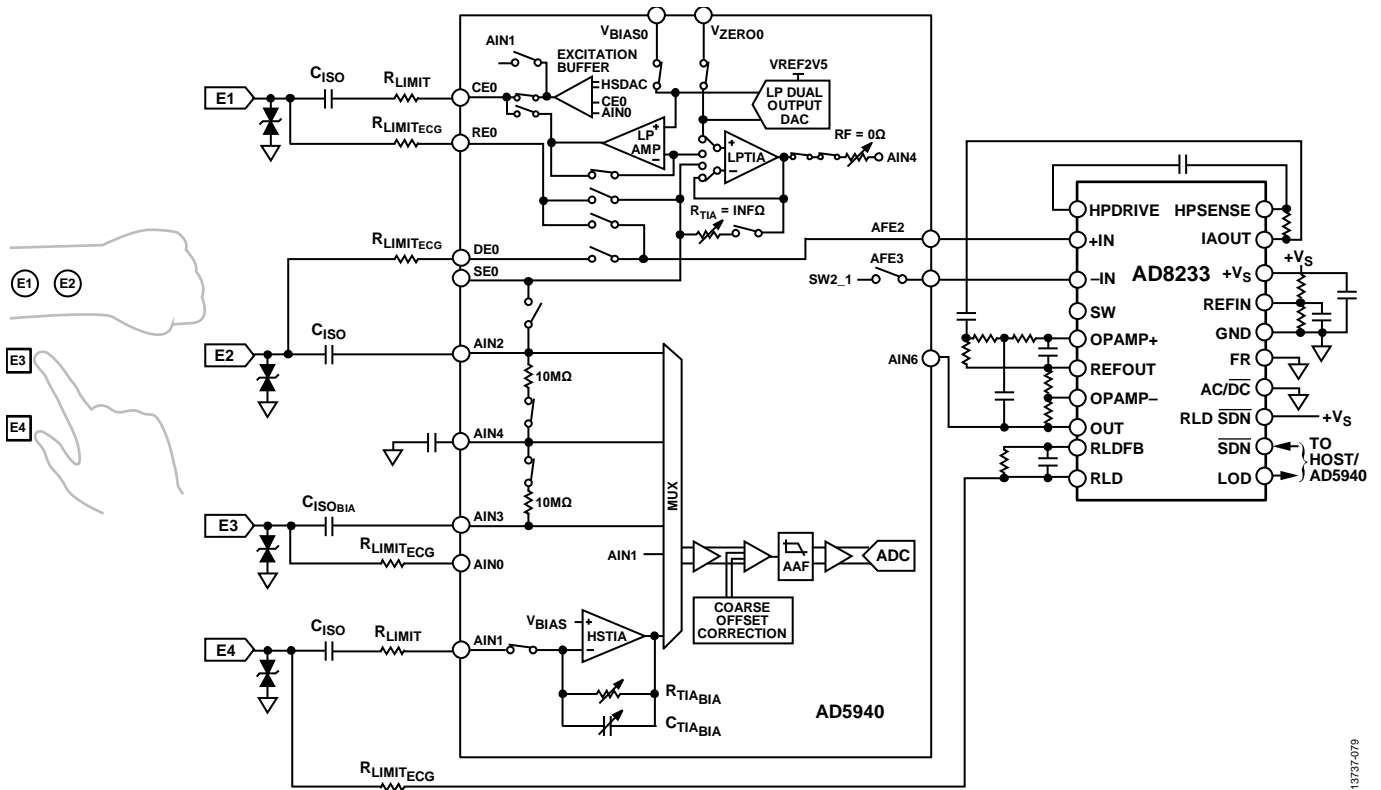 VBIAS0
VZERO0
AIN1
EXCITATION
BUFFER
VREF2V5
HSDAC
CE0
AIN0
LP DUAL
OUTPUT
DAC
E1
CISO
RLIMIT
CE0
RLIMITECG
RE0
LP
AMP
+
–
+
–
LPTIA
RF = 0Ω
AIN4
RTIA = INFΩ
HPDRIVE
HPSENSE
+IN
IAOUT
AFE2
+VS
AD8233
+VS
AFE3
SW2_1
–IN
REFIN
SW
GND
OPAMP+
FR
REFOUT
AC/DC
OPAMP–
RLD SDN
+VS
OUT
SDN
TO
HOST/
AD5940
RLDFB
LOD
RLD
AIN6
RLIMITECG
DE0
SE0
E1
E2
E2
CISO
AIN2
10MΩ
E3
E4
AIN4
10MΩ
MUX
E3
CISOBIA
AIN3
RLIMITECG
AIN0
AIN1
AAF
ADC
COARSE
OFFSET
CORRECTION
E4
CISO
RLIMIT
AIN1
VBIAS
+
–
HSTIA
RTIABIA
CTIABIA
AD5940
RLIMITECG
13737-079